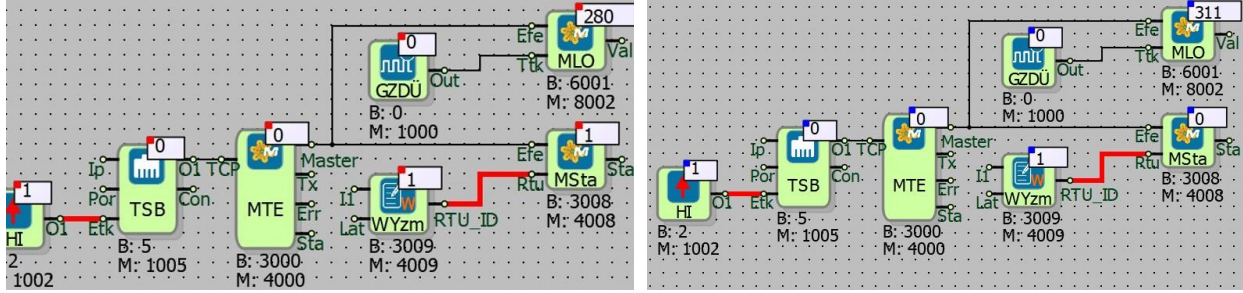 280
Efe
Val
0
Ttk
MLO
GZDÜ
Out
B: 6001
M: 8002
B: 0
M: 1000
0
0
1
Ip
O1
TCP
Master
Efe
Sta
Por
Con
Tx
Rtu
MSta
1
TSB
MTE
1
I1
B: 3008
M: 4008
Err
WYzm
RTU_ID
HI
O1
Etk
Lat
Sta
B: 3009
M: 4009
2
1002
B: 5
M: 1005
B: 3000
M: 4000
311
Efe
Val
0
Ttk
MLO
GZDÜ
Out
B: 6001
M: 8002
B: 0
M: 1000
0
0
0
Ip
O1
TCP
Master
Efe
Sta
Por
Con
Tx
Rtu
MSta
1
TSB
MTE
1
I1
B: 3008
M: 4008
Err
WYzm
RTU_ID
HI
O1
Etk
Lat
Sta
B: 2
M: 1002
B: 5
M: 1005
B: 3000
M: 4000
B: 3009
M: 4009